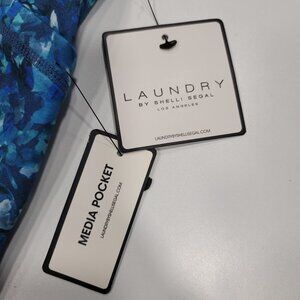 LAUNDRY
BY SHELLI SEGAL
LOS ANGELES
LAUNDRYBYSHELLISEGAL.COM
MEDIA POCKET
LAUNDRYBYSHELLISEGAL.COM